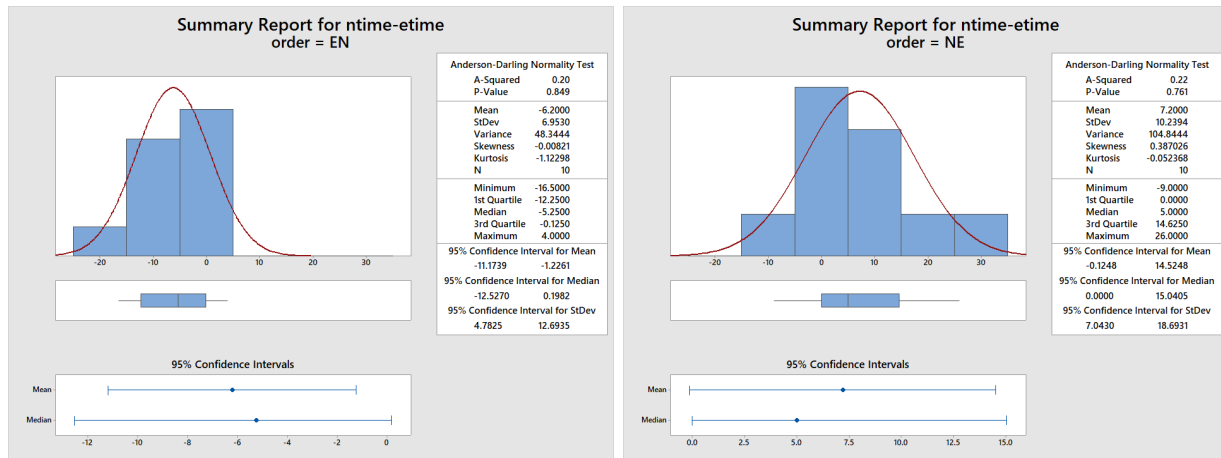 Summary Report for ntime-etime
order = EN
Anderson-Darling Normality Test
A-Squared 0.20
P-Value 0.849
Mean -6.2000
StDev 6.9530
Variance 48.3444
Skewness -0.00821
Kurtosis -1.12298
N 10
Minimum -16.5000
1st Quartile -12.2500
Median -5.2500
3rd Quartile -0.1250
Maximum 4.0000
95% Confidence Interval for Mean
-11.1739 -1.2261
95% Confidence Interval for Median
-12.5270 0.1982
95% Confidence Interval for StDev
4.7825 12.6935
-20 -10 0 10 20 30
95% Confidence Intervals
Mean
Median
-12 -10 -8 -6 -4 -2 0
Summary Report for ntime-etime
order = NE
Anderson-Darling Normality Test
A-Squared 0.22
P-Value 0.761
Mean 7.2000
StDev 10.2394
Variance 104.8444
Skewness 0.387026
Kurtosis -0.052368
N 10
Minimum -9.0000
1st Quartile 0.0000
Median 5.0000
3rd Quartile 14.6250
Maximum 26.0000
95% Confidence Interval for Mean
-0.1248 14.5248
95% Confidence Interval for Median
0.0000 15.0405
95% Confidence Interval for StDev
7.0430 18.6931
-20 -10 0 10 20 30
95% Confidence Intervals
Mean
Median
0.0 2.5 5.0 7.5 10.0 12.5 15.0